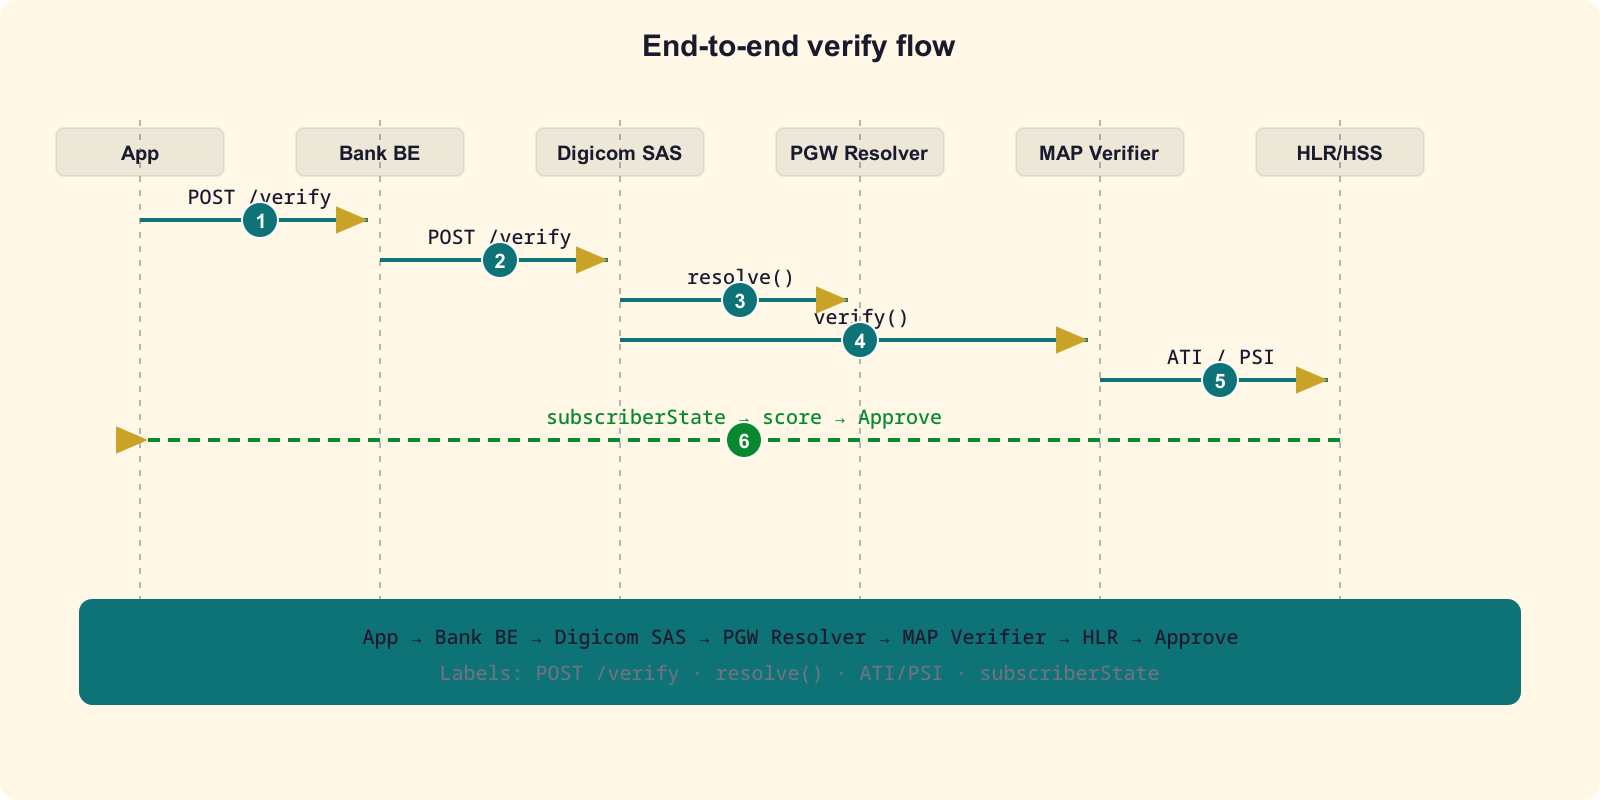 End-to-end verify flow
App
Bank BE
Digicom SAS
PGW Resolver
MAP Verifier
HLR/HSS
POST /verify
1
POST /verify
2
resolve()
3
verify()
4
ATI / PSI
5
subscriberState → score → Approve
6
App → Bank BE → Digicom SAS → PGW Resolver → MAP Verifier → HLR → Approve
Labels: POST /verify · resolve() · ATI/PSI · subscriberState